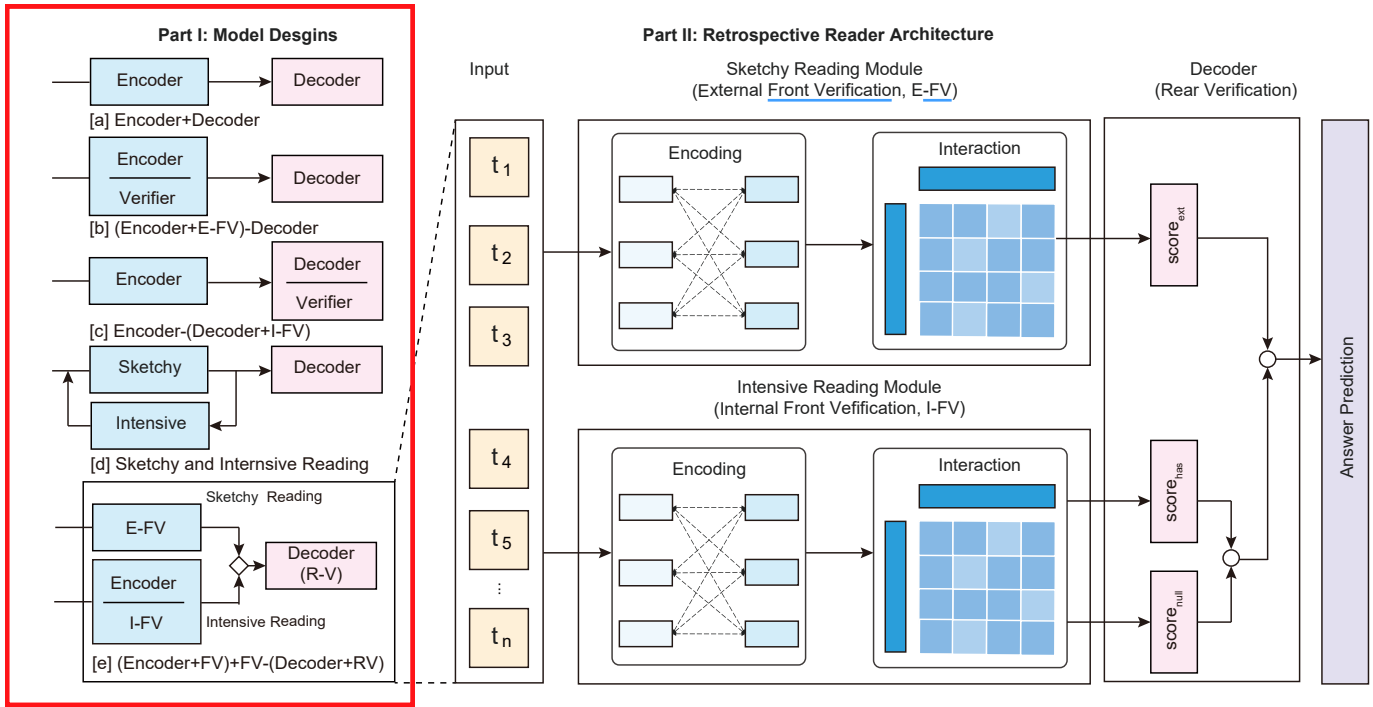 Part I: Model Desgins
Encoder
Decoder
[a] Encoder+Decoder
Encoder
Verifier
Decoder
[b] (Encoder+E-FV)-Decoder
Encoder
Decoder
Verifier
[c] Encoder-(Decoder+I-FV)
Sketchy
Decoder
Intensive
[d] Sketchy and Internsive Reading
Sketchy Reading
E-FV
Decoder
(R-V)
Encoder
I-FV
Intensive Reading
[e] (Encoder+FV)+FV-(Decoder+RV)
Part II: Retrospective Reader Architecture
Input
t1
t2
t3
t4
t5
⋮
tn
Sketchy Reading Module
(External Front Verification, E-FV)
Encoding
Interaction
Intensive Reading Module
(Internal Front Vefification, I-FV)
Encoding
Interaction
Decoder
(Rear Verification)
score_ext
score_has
score_null
Answer Prediction